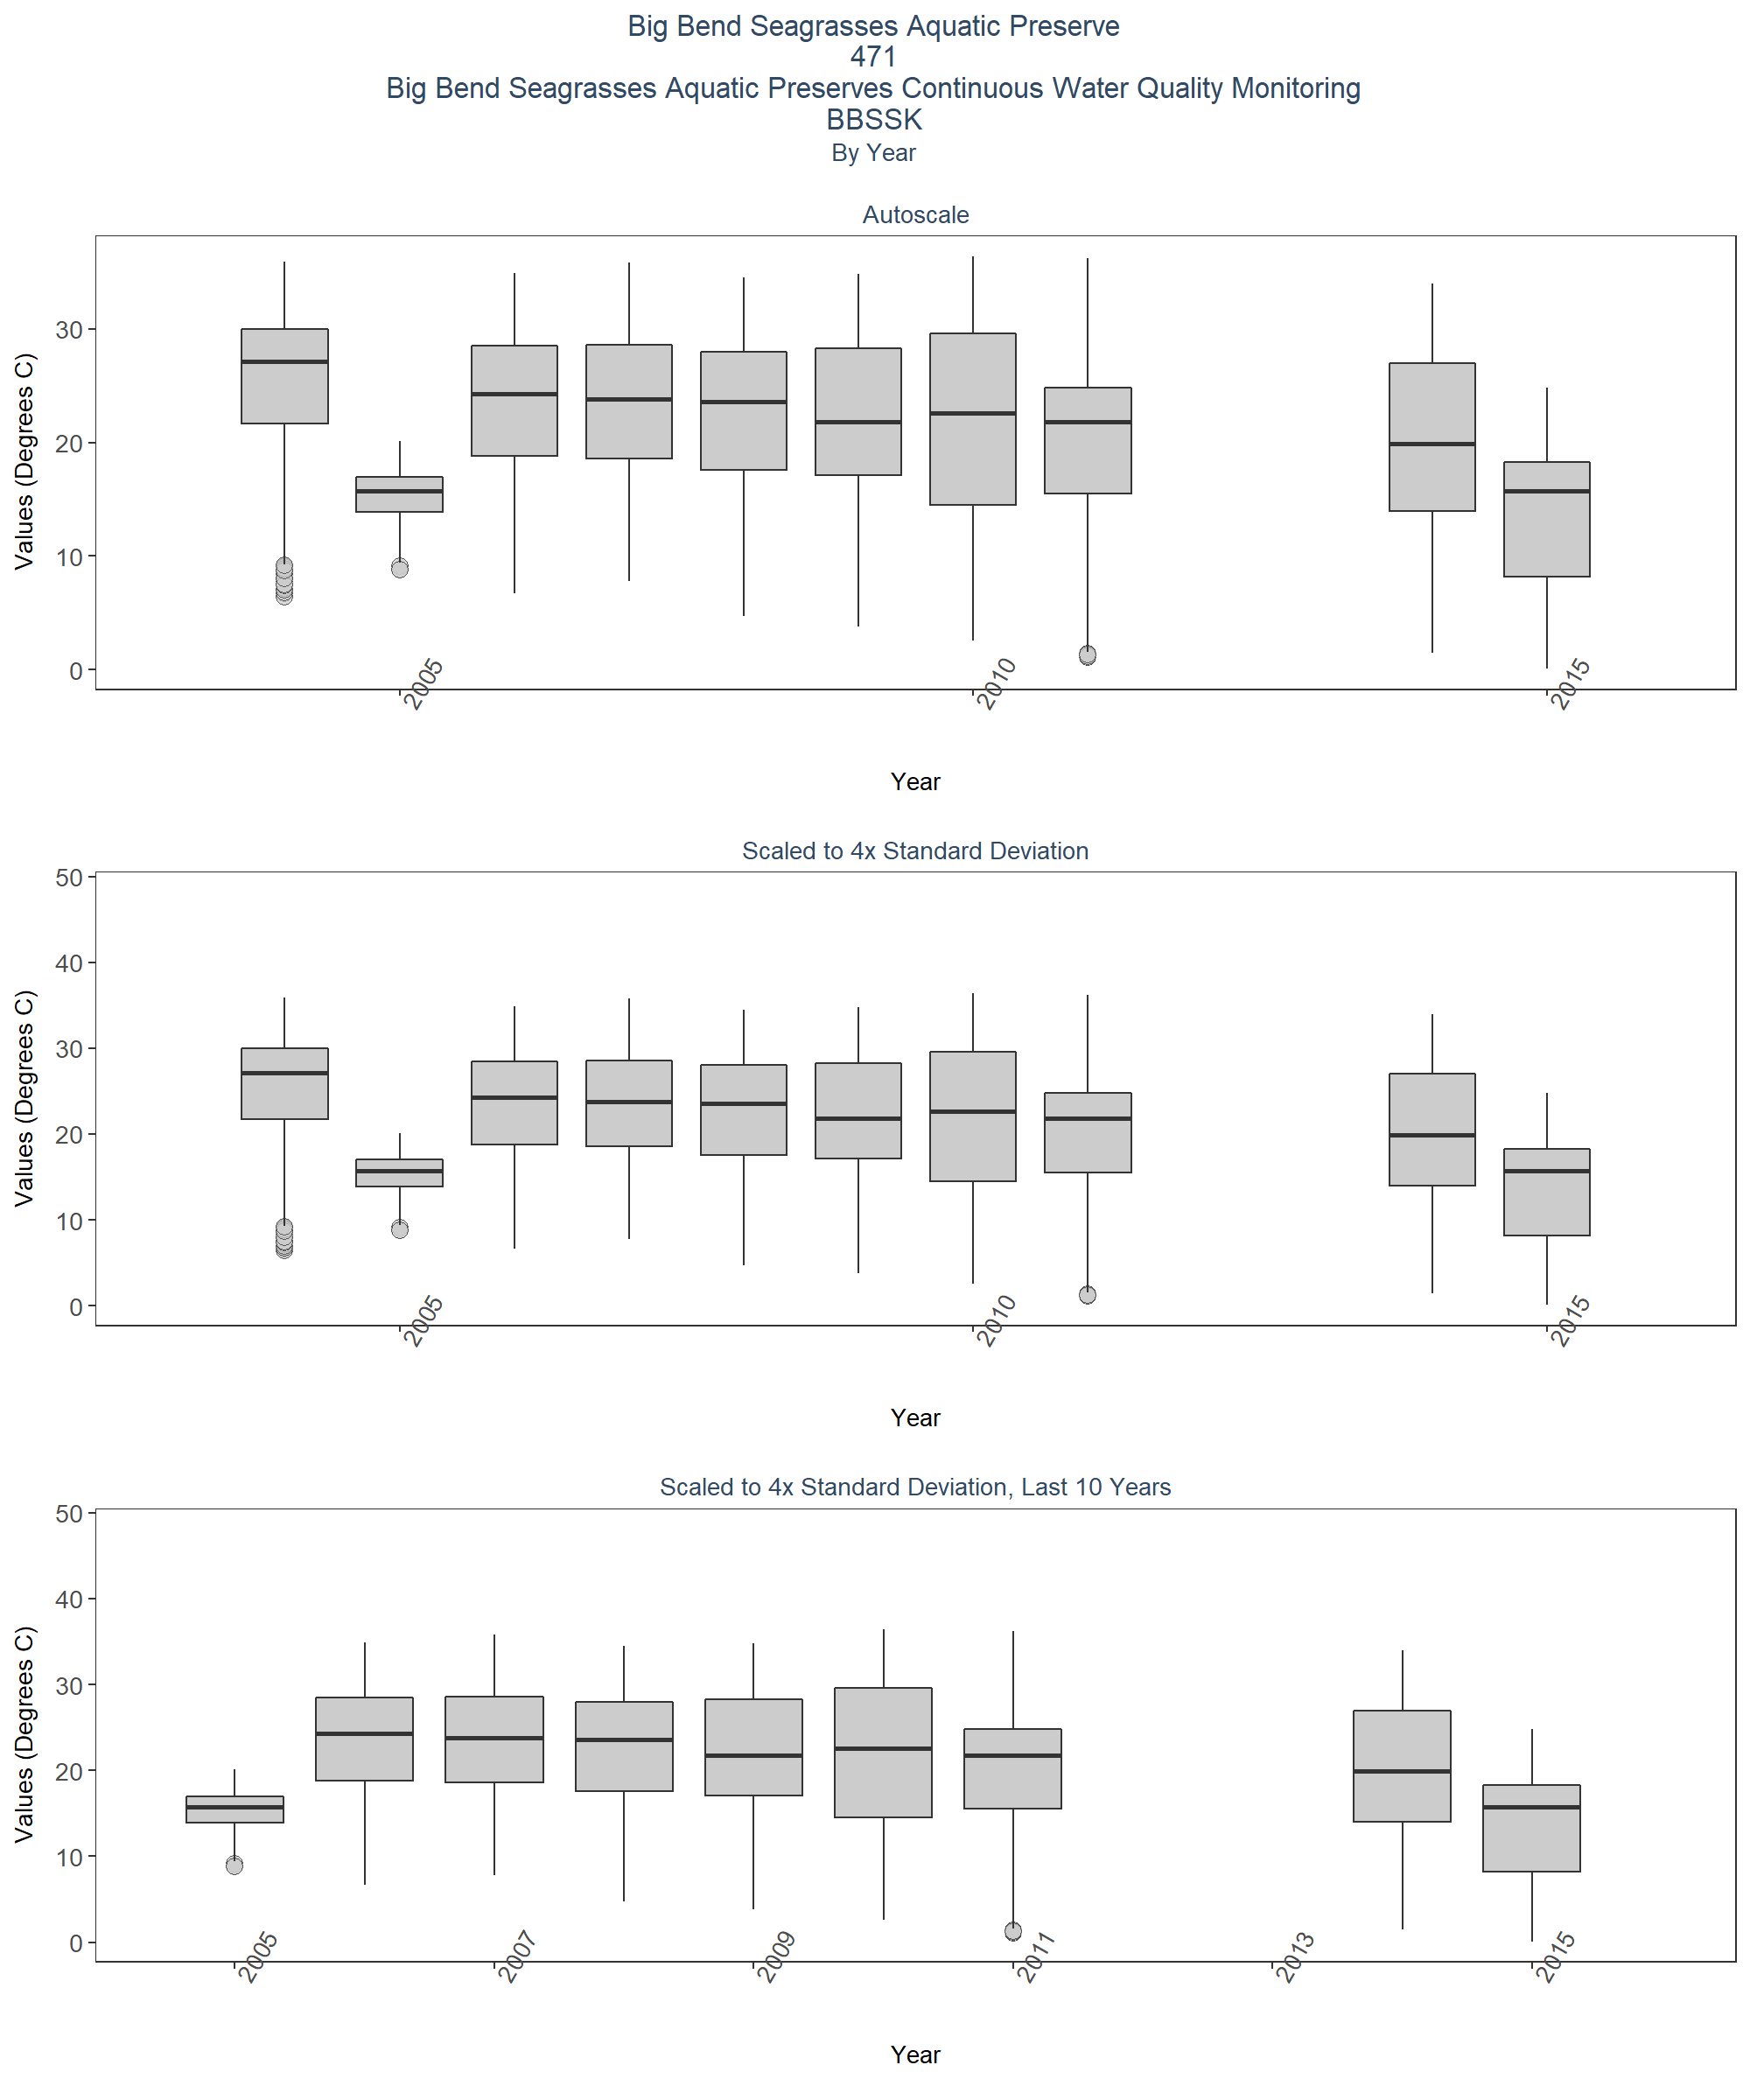 Big Bend Seagrasses Aquatic Preserve
471
Big Bend Seagrasses Aquatic Preserves Continuous Water Quality Monitoring
BBSSK
By Year
Autoscale
Values (Degrees C)
30
20
10
0
2005
2010
2015
Year
Scaled to 4x Standard Deviation
Values (Degrees C)
50
40
30
20
10
0
2005
2010
2015
Year
Scaled to 4x Standard Deviation, Last 10 Years
Values (Degrees C)
50
40
30
20
10
0
2005
2007
2009
2011
2013
2015
Year